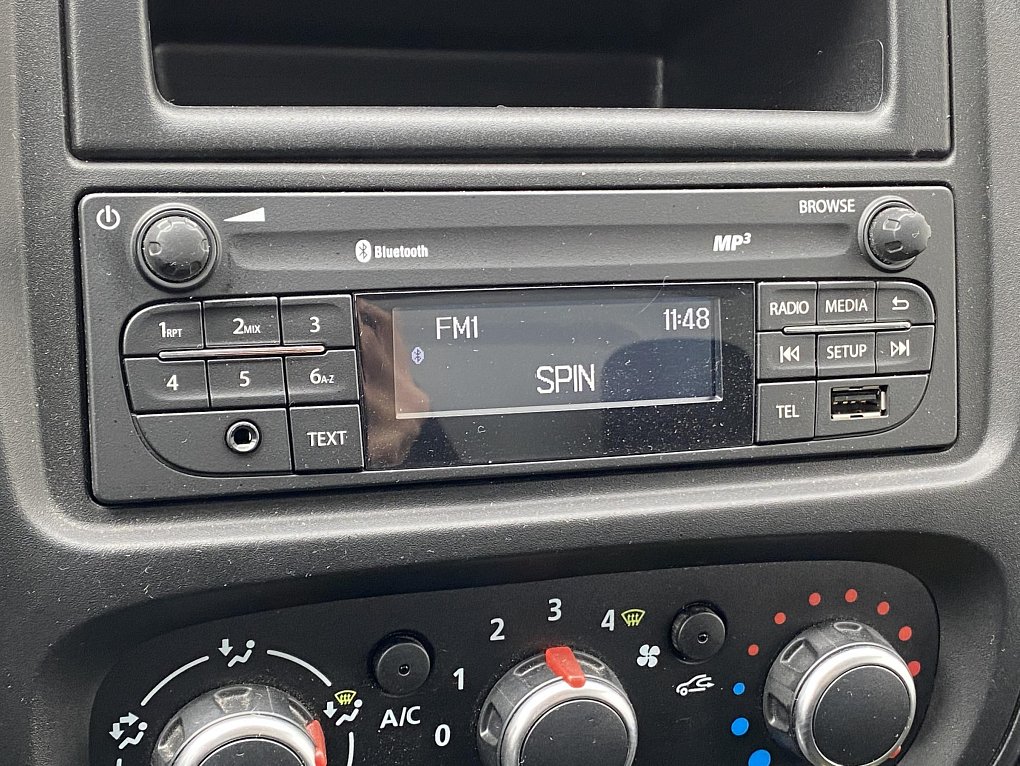 BROWSE
Bluetooth
MP3
1RPT 2MIX 3
4 5 6A-Z
TEXT
FM1 11:48
SPIN
RADIO MEDIA
SETUP
TEL
0 1 2 3 4
A/C